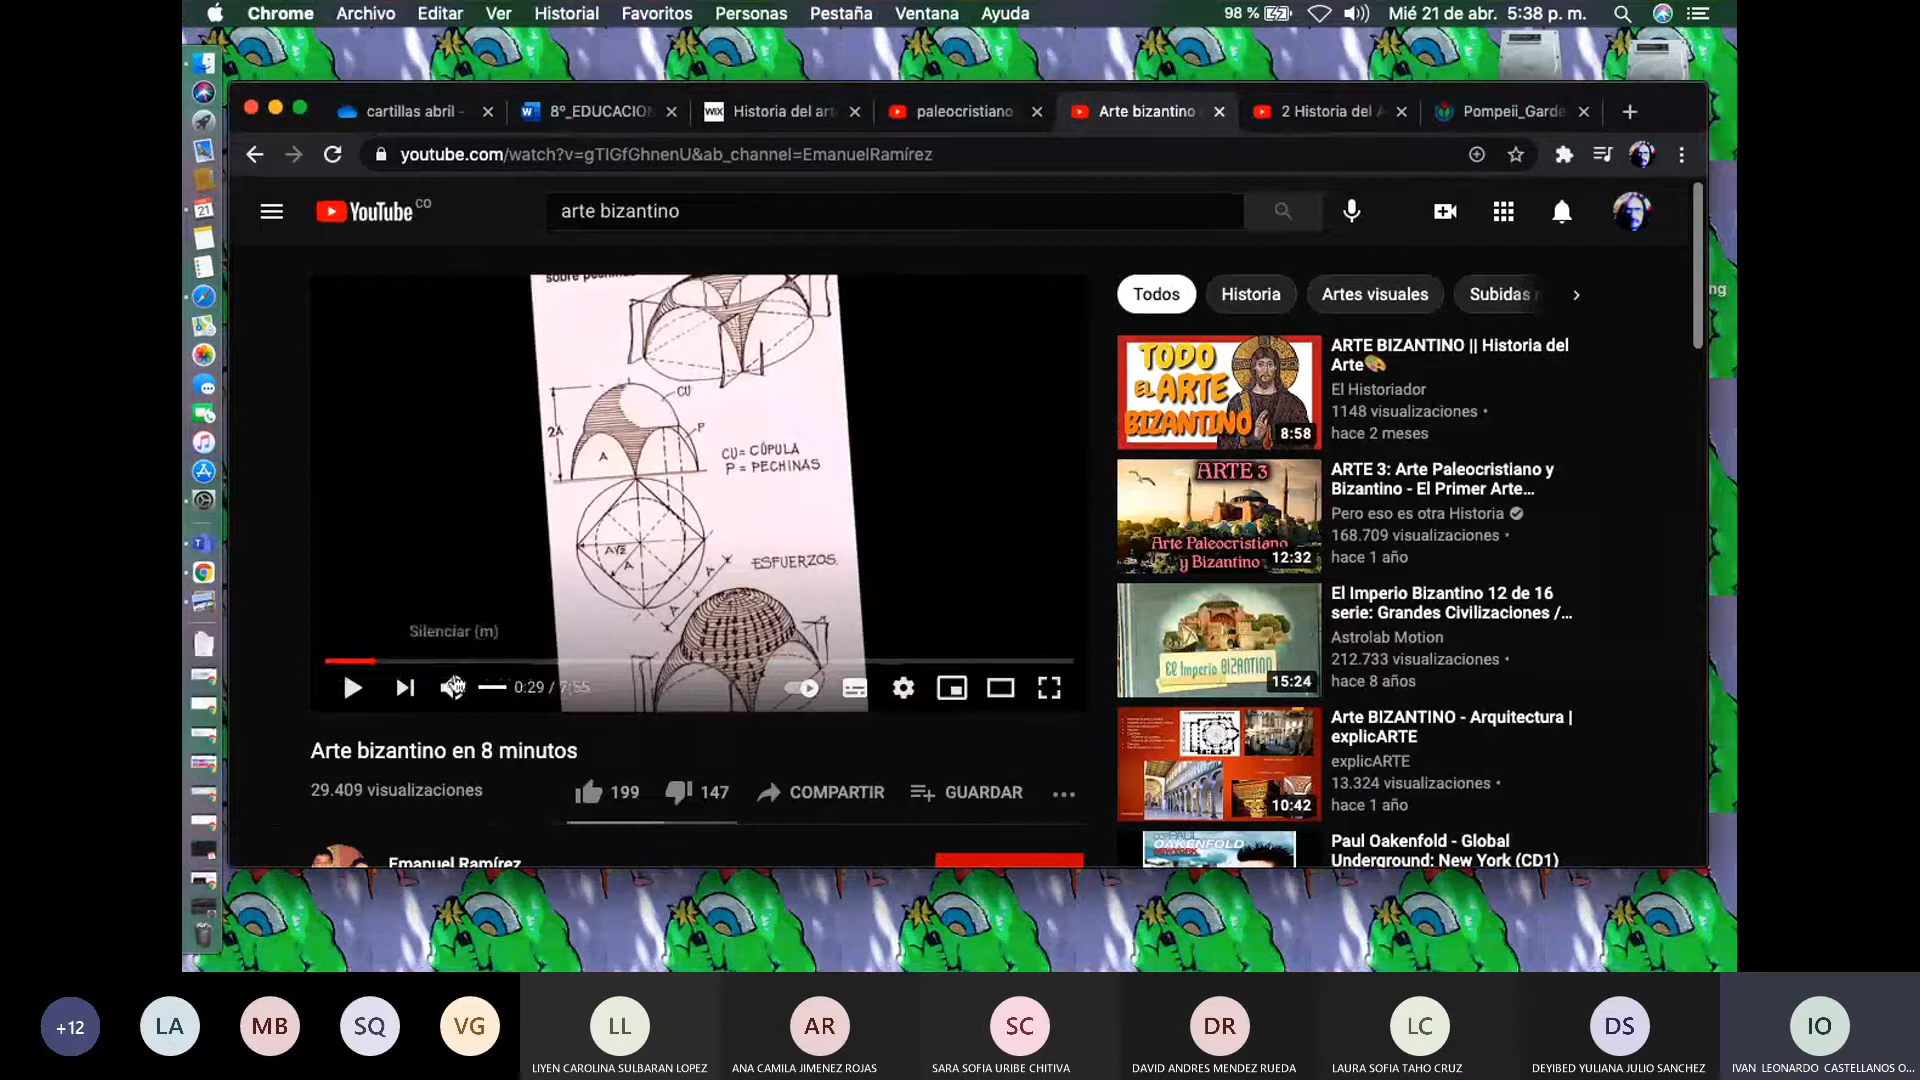 Chrome Archivo Editar Ver Historial Favoritos Personas Pestaña Ventana Ayuda 98 % Mié 21 de abr. 5:38 p. m.
cartillas abril - 8º_EDUCACION WIX Historia del art paleocristiano Arte bizantino 2 Historia del A Pompeii_Garde
youtube.com/watch?v=gTIGfGhnenU&ab_channel=EmanuelRamírez
YouTube CO
arte bizantino
CU
2A
P
A
CU= CÚPULA
P = PECHINAS
A√2
A
A
A
ESFUERZOS.
Silenciar (m)
0:29 / 7:55
Arte bizantino en 8 minutos
29.409 visualizaciones
199 147 COMPARTIR GUARDAR
Emanuel Ramírez
Todos Historia Artes visuales Subidas
TODO
EL ARTE
BIZANTINO
8:58
ARTE BIZANTINO || Historia del
Arte
El Historiador
1148 visualizaciones •
hace 2 meses
ARTE 3
Arte Paleocristiano
y Bizantino
12:32
ARTE 3: Arte Paleocristiano y
Bizantino - El Primer Arte...
Pero eso es otra Historia
168.709 visualizaciones •
hace 1 año
El Imperio BIZANTINO
15:24
El Imperio Bizantino 12 de 16
serie: Grandes Civilizaciones /...
Astrolab Motion
212.733 visualizaciones •
hace 8 años
10:42
Arte BIZANTINO - Arquitectura |
explicARTE
explicARTE
13.324 visualizaciones •
hace 1 año
OAKENFOLD
Paul Oakenfold - Global
Underground: New York (CD1)
ng
21
+12 LA MB SQ VG LL AR SC DR LC DS IO
LIYEN CAROLINA SULBARAN LOPEZ
ANA CAMILA JIMENEZ ROJAS
SARA SOFIA URIBE CHITIVA
DAVID ANDRES MENDEZ RUEDA
LAURA SOFIA TAHO CRUZ
DEYIBED YULIANA JULIO SANCHEZ
IVAN LEONARDO CASTELLANOS O...